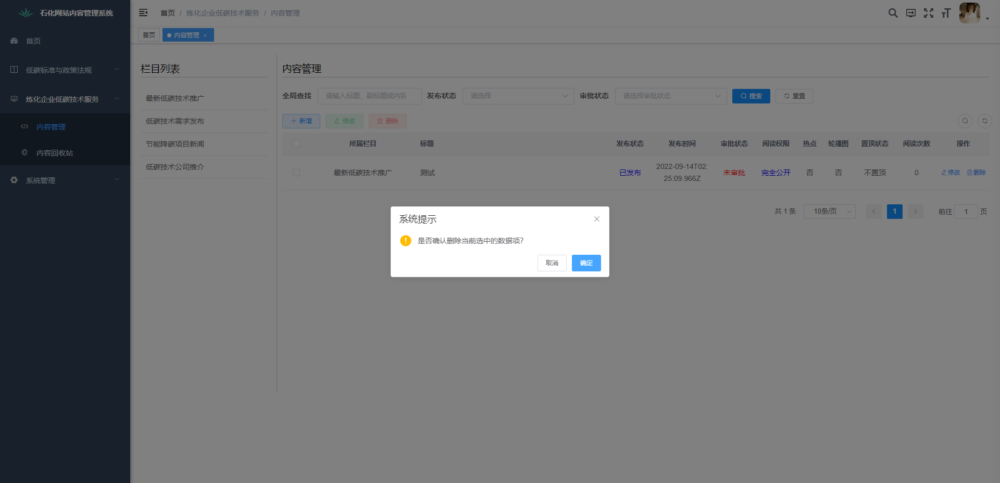 石化网站内容管理系统
首页
低碳标准与政策法规
炼化企业低碳技术服务
内容管理
内容回收站
系统管理
首页 / 炼化企业低碳技术服务 / 内容管理
首页
内容管理 ×
栏目列表
最新低碳技术推广
低碳技术需求发布
节能降碳项目新闻
低碳技术公司推介
内容管理
全局查找 请输入标题、副标题或内容 发布状态 请选择 审批状态 请选择审批状态 搜索 重置
新增 修改 删除
所属栏目 标题 发布状态 发布时间 审批状态 阅读权限 热点 轮播图 置顶状态 阅读次数 操作
最新低碳技术推广 测试 已发布 2022-09-14T02:25:09.966Z 未审批 完全公开 否 否 不置顶 0 修改 删除
共 1 条 10条/页 1 前往 1 页
系统提示
是否确认删除当前选中的数据项?
取消 确定